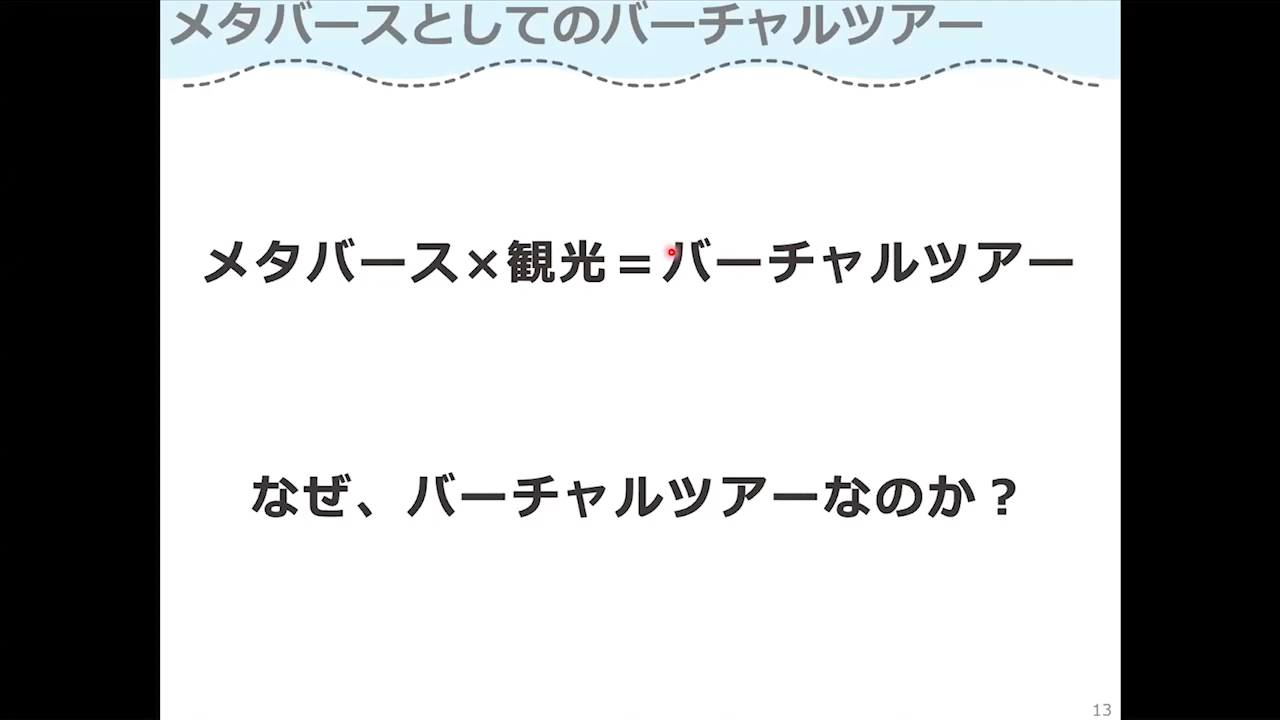 メタバースとしてのバーチャルツアー
メタバース×観光＝バーチャルツアー
なぜ、バーチャルツアーなのか？
13